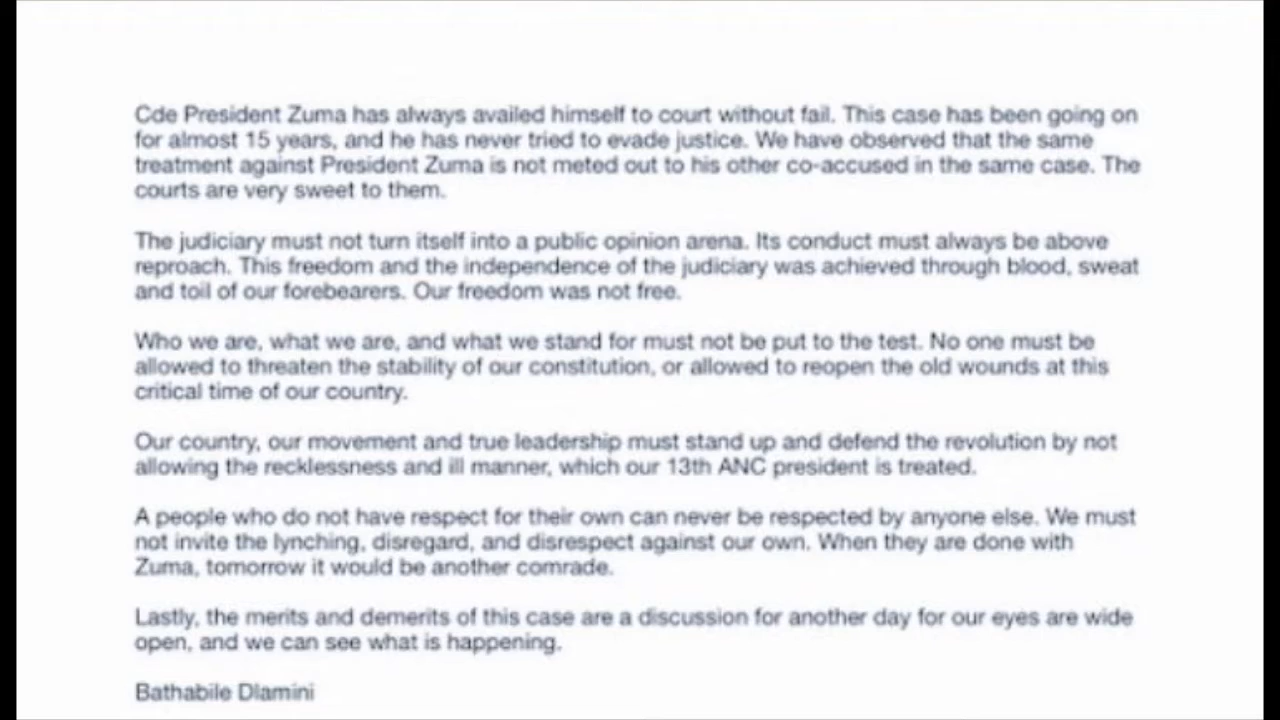 Cde President Zuma has always availed himself to court without fail. This case has been going on
for almost 15 years, and he has never tried to evade justice. We have observed that the same
treatment against President Zuma is not meted out to his other co-accused in the same case. The
courts are very sweet to them.
The judiciary must not turn itself into a public opinion arena. Its conduct must always be above
reproach. This freedom and the independence of the judiciary was achieved through blood, sweat
and toil of our forebearers. Our freedom was not free.
Who we are, what we are, and what we stand for must not be put to the test. No one must be
allowed to threaten the stability of our constitution, or allowed to reopen the old wounds at this
critical time of our country.
Our country, our movement and true leadership must stand up and defend the revolution by not
allowing the recklessness and ill manner, which our 13th ANC president is treated.
A people who do not have respect for their own can never be respected by anyone else. We must
not invite the lynching, disregard, and disrespect against our own. When they are done with
Zuma, tomorrow it would be another comrade.
Lastly, the merits and demerits of this case are a discussion for another day for our eyes are wide
open, and we can see what is happening.
Bathabile Dlamini